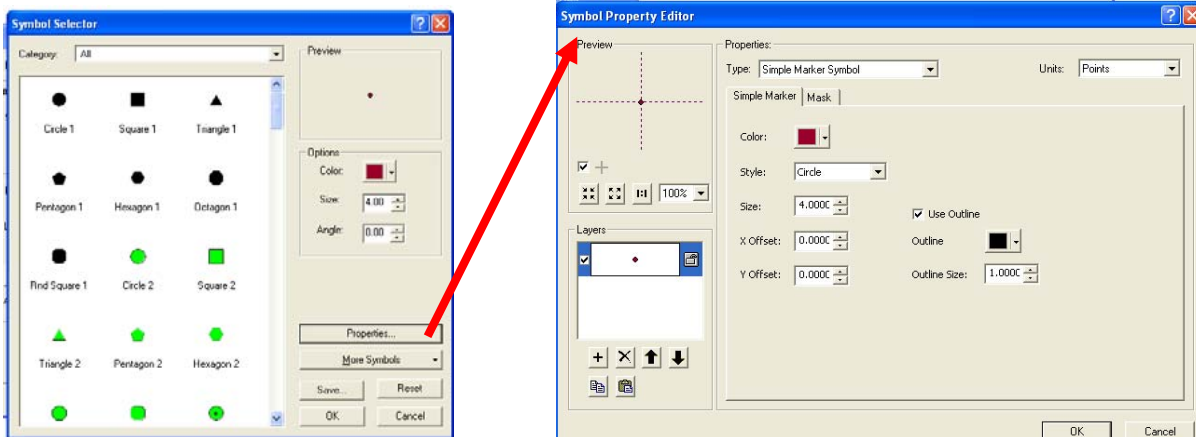 Symbol Selector
Category: All
Circle 1 Square 1 Triangle 1
Pentagon 1 Hexagon 1 Octagon 1
Rnd Square 1 Circle 2 Square 2
Triangle 2 Pentagon 2 Hexagon 2
Preview
Options
Color:
Size: 4.00
Angle: 0.00
Properties...
More Symbols
Save... Reset
OK Cancel
Symbol Property Editor
Preview
100%
Layers
Properties:
Type: Simple Marker Symbol Units: Points
Simple Marker Mask
Color:
Style: Circle
Size: 4.000C Use Outline
X Offset: 0.000C Outline
Y Offset: 0.000C Outline Size: 1.000C
OK Cancel